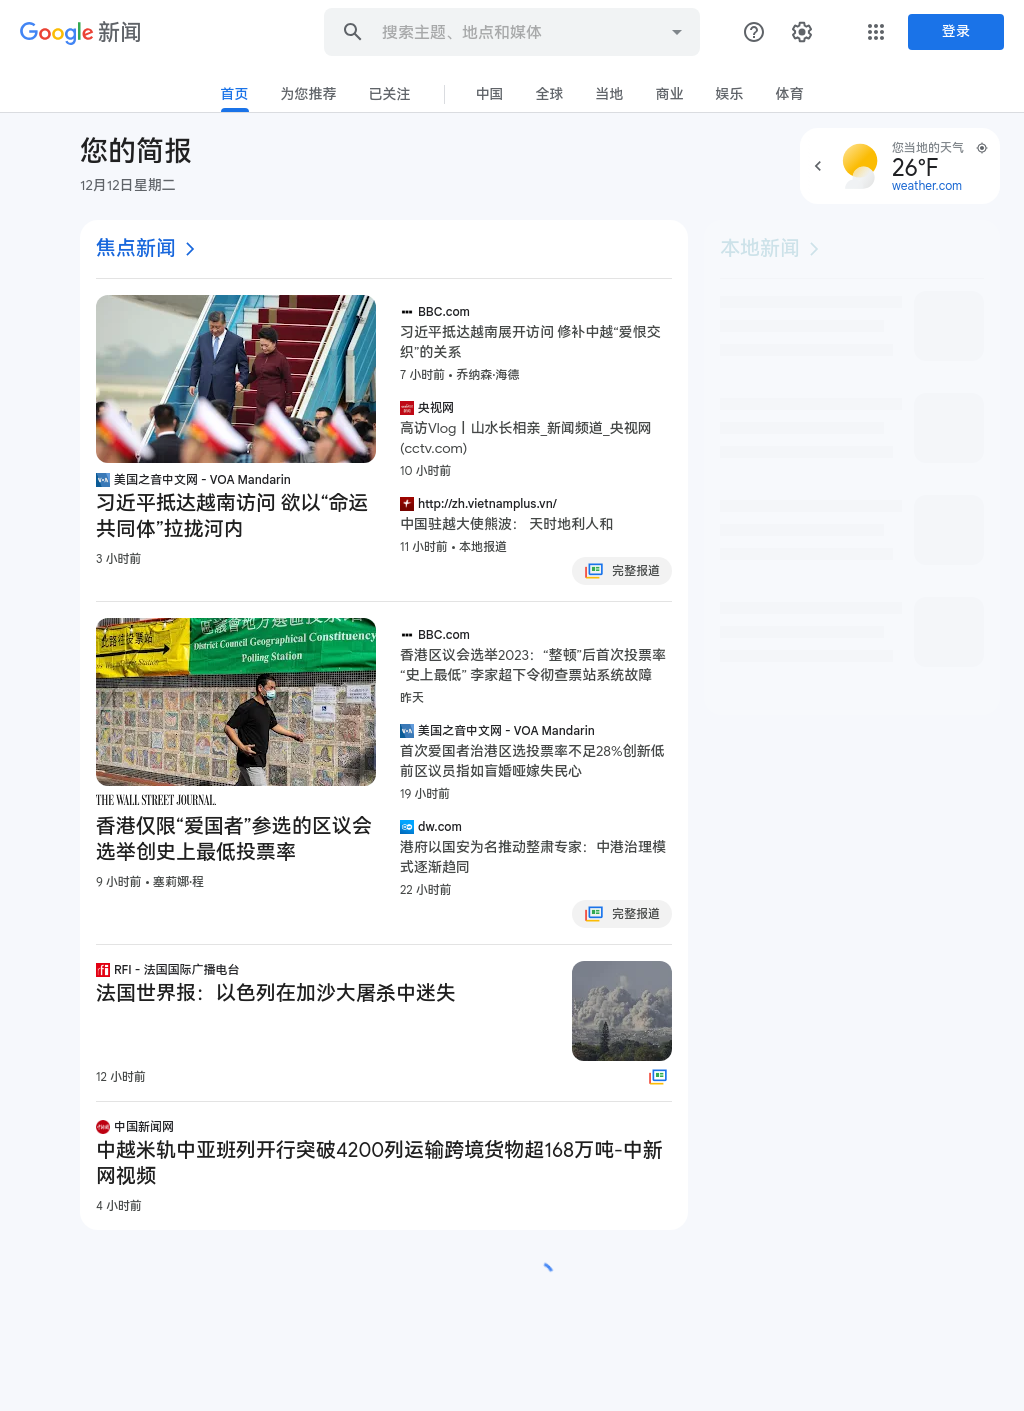 Google 新闻
搜索主题、地点和媒体
登录
首页
为您推荐
已关注
中国
全球
当地
商业
娱乐
体育
您的简报
12月12日星期二
您当地的天气
26°F
weather.com
焦点新闻
美国之音中文网 - VOA Mandarin
习近平抵达越南访问 欲以“命运
共同体”拉拢河内
3 小时前
BBC.com
习近平抵达越南展开访问 修补中越“爱恨交
织”的关系
7 小时前 • 乔纳森·海德
央视网
高访Vlog丨山水长相亲_新闻频道_央视网
(cctv.com)
10 小时前
http://zh.vietnamplus.vn/
中国驻越大使熊波： 天时地利人和
11 小时前 • 本地报道
完整报道
北路往投票站
區議會地方選區投票站
District Council Geographical Constituency
Polling Station
THE WALL STREET JOURNAL.
香港仅限“爱国者”参选的区议会
选举创史上最低投票率
9 小时前 • 塞莉娜·程
BBC.com
香港区议会选举2023：“整顿”后首次投票率
“史上最低” 李家超下令彻查票站系统故障
昨天
美国之音中文网 - VOA Mandarin
首次爱国者治港区选投票率不足28%创新低
前区议员指如盲婚哑嫁失民心
19 小时前
dw.com
港府以国安为名推动整肃专家：中港治理模
式逐渐趋同
22 小时前
完整报道
本地新闻
RFI - 法国国际广播电台
法国世界报：以色列在加沙大屠杀中迷失
12 小时前
中国新闻网
中越米轨中亚班列开行突破4200列运输跨境货物超168万吨-中新
网视频
4 小时前